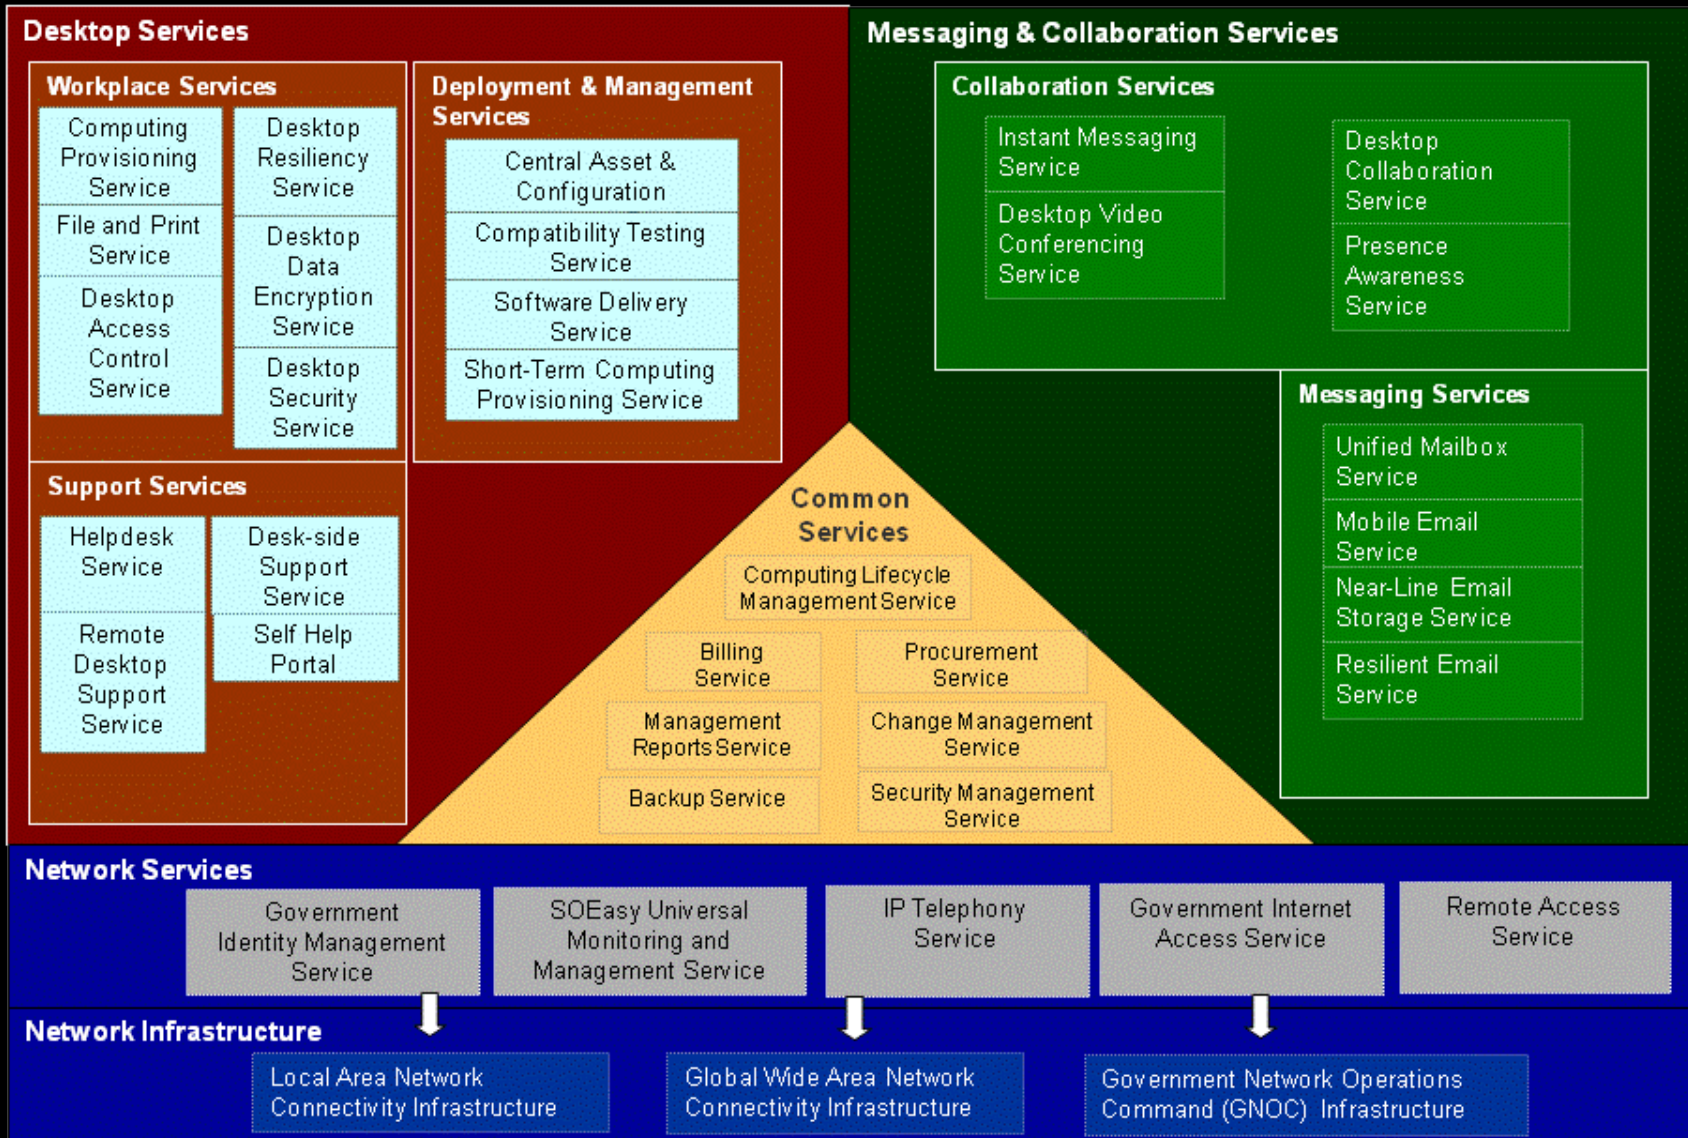 Desktop Services
Workplace Services
Computing
Provisioning
Service
File and Print
Service
Desktop
Access
Control
Service
Desktop
Resiliency
Service
Desktop
Data
Encryption
Service
Desktop
Security
Service
Deployment & Management
Services
Central Asset &
Configuration
Compatibility Testing
Service
Software Delivery
Service
Short-Term Computing
Provisioning Service
Support Services
Helpdesk
Service
Remote
Desktop
Support
Service
Desk-side
Support
Service
Self Help
Portal
Messaging & Collaboration Services
Collaboration Services
Instant Messaging
Service
Desktop Video
Conferencing
Service
Desktop
Collaboration
Service
Presence
Awareness
Service
Messaging Services
Unified Mailbox
Service
Mobile Email
Service
Near-Line Email
Storage Service
Resilient Email
Service
Common
Services
Computing Lifecycle
Management Service
Billing
Service
Procurement
Service
Management
Reports Service
Change Management
Service
Backup Service
Security Management
Service
Network Services
Government
Identity Management
Service
SOEasy Universal
Monitoring and
Management Service
IP Telephony
Service
Government Internet
Access Service
Remote Access
Service
Network Infrastructure
Local Area Network
Connectivity Infrastructure
Global Wide Area Network
Connectivity Infrastructure
Government Network Operations
Command (GNOC) Infrastructure